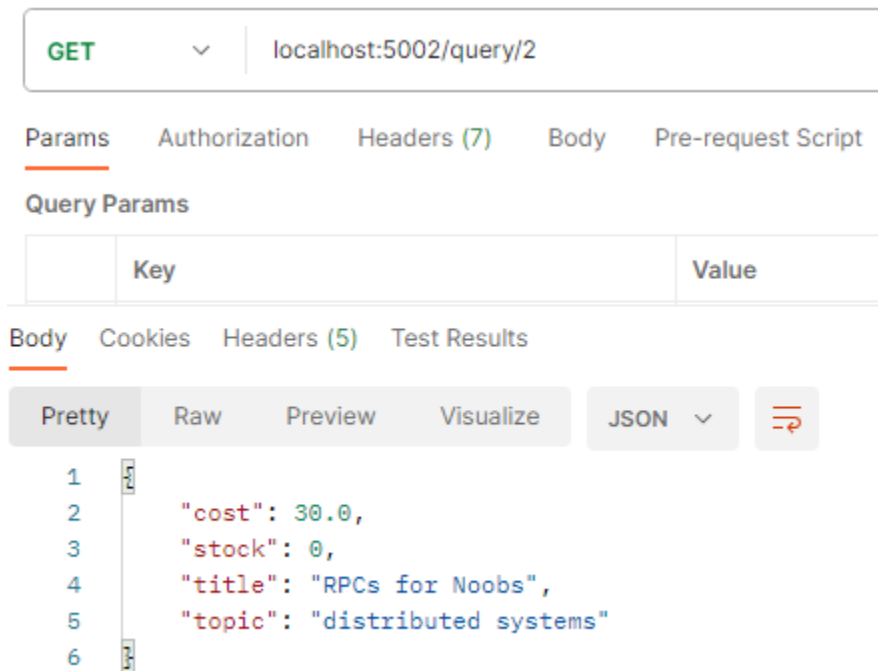 GET localhost:5002/query/2
Params Authorization Headers (7) Body Pre-request Script
Query Params
Key Value
Body Cookies Headers (5) Test Results
Pretty Raw Preview Visualize JSON
1 {
2 "cost": 30.0,
3 "stock": 0,
4 "title": "RPCs for Noobs",
5 "topic": "distributed systems"
6 }